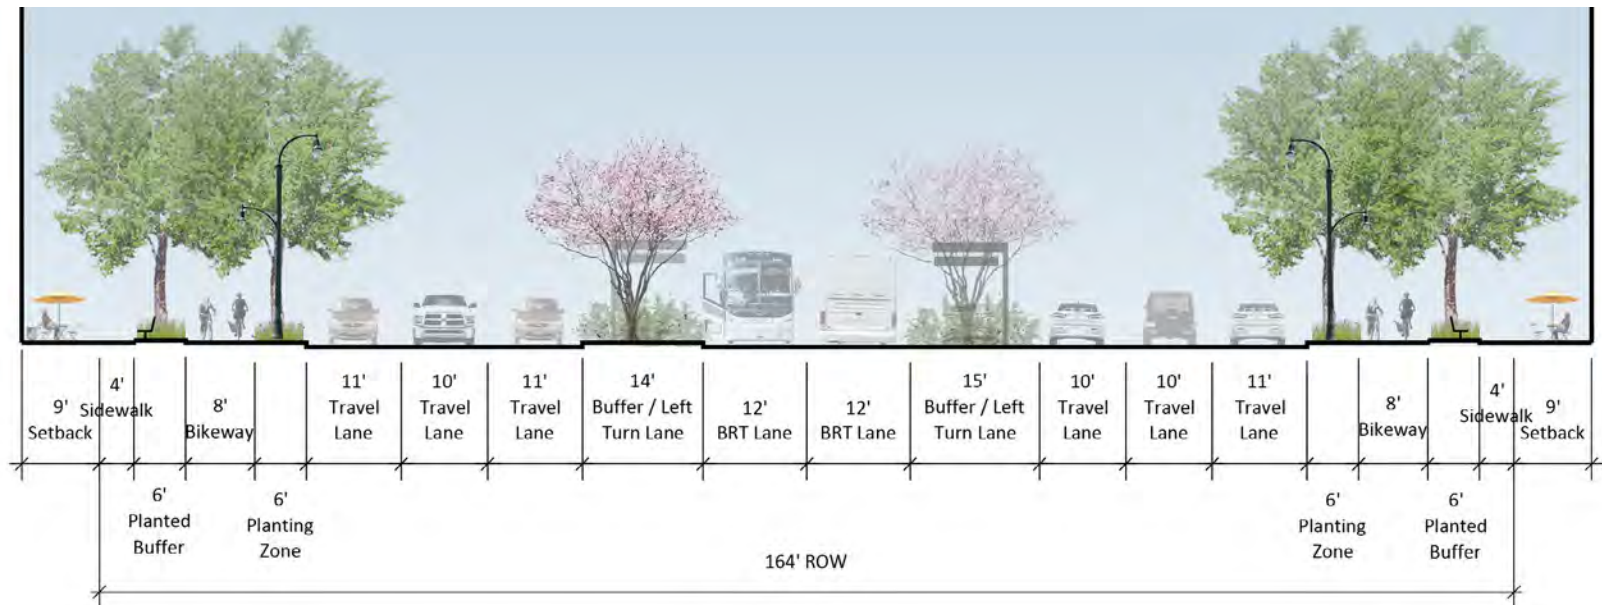 9'
Setback
4'
Sidewalk
6'
Planted
Buffer
8'
Bikeway
6'
Planting
Zone
11'
Travel
Lane
10'
Travel
Lane
11'
Travel
Lane
14'
Buffer / Left
Turn Lane
12'
BRT Lane
12'
BRT Lane
15'
Buffer / Left
Turn Lane
10'
Travel
Lane
10'
Travel
Lane
11'
Travel
Lane
6'
Planting
Zone
8'
Bikeway
6'
Planted
Buffer
4'
Sidewalk
9'
Setback
164' ROW